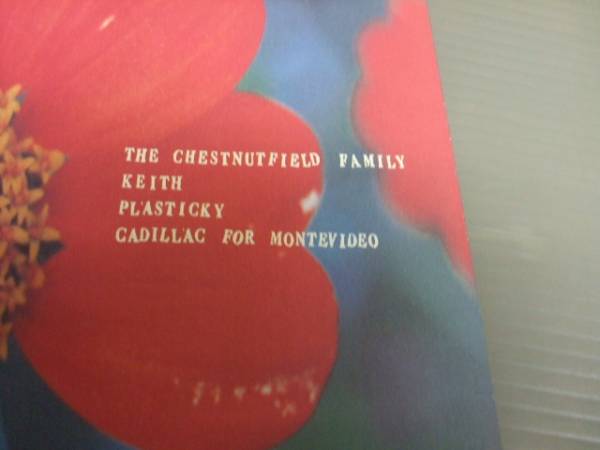 THE CHESTNUTFIELD FAMILY
KEITH
PLASTICKY
CADILLAC FOR MONTEVIDEO